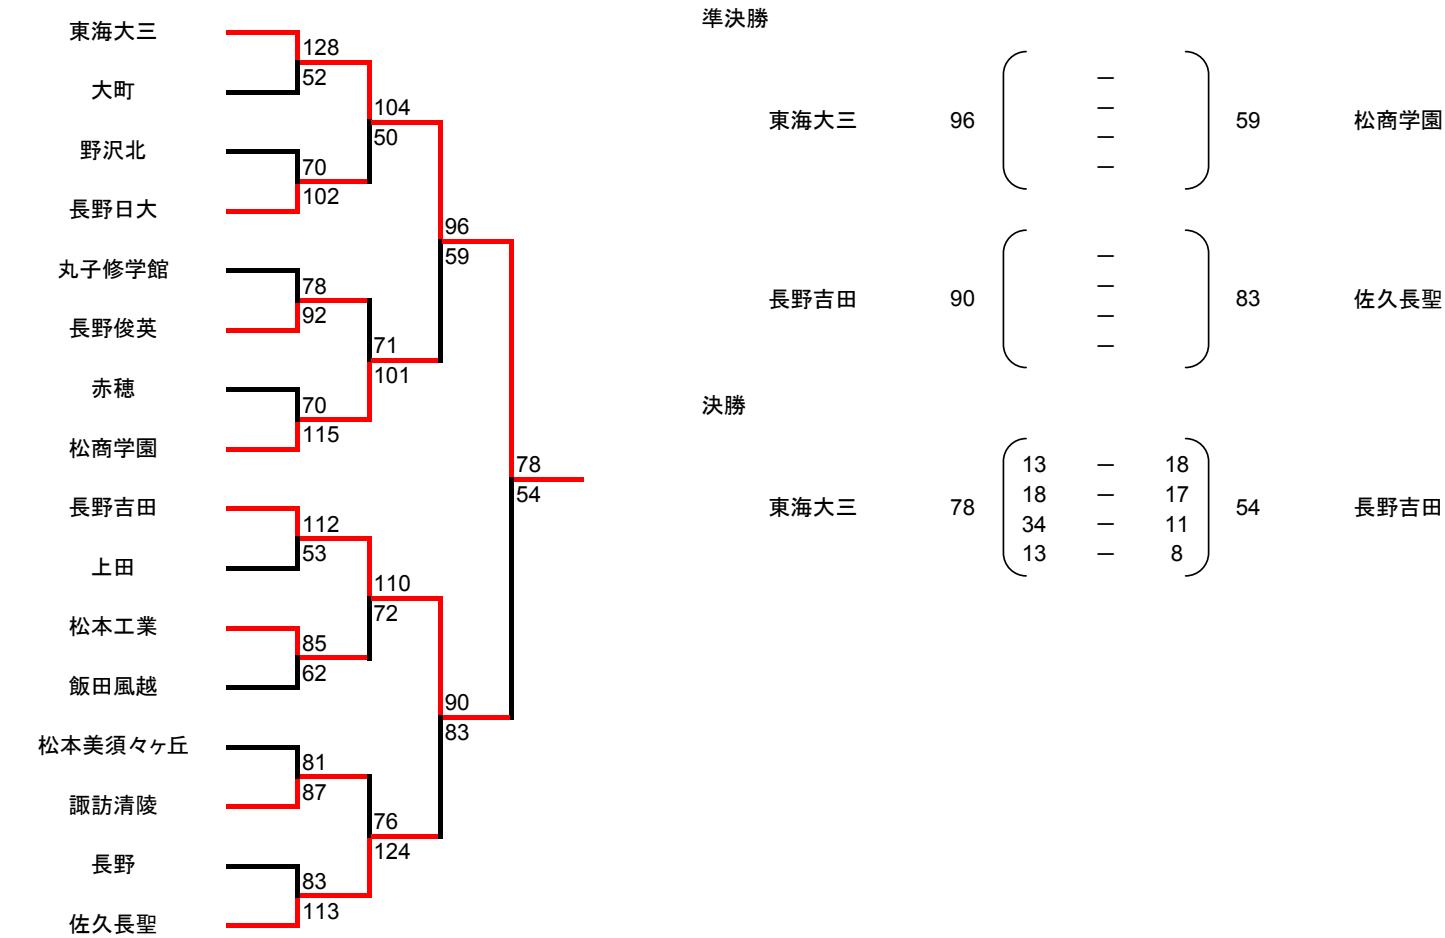 東海大三
128
52
大町
104
50
野沢北
70
102
長野日大
96
59
丸子修学館
78
92
長野俊英
71
101
赤穂
70
115
松商学園
78
54
長野吉田
112
53
上田
110
72
松本工業
85
62
飯田風越
90
83
松本美須々ヶ丘
81
87
諏訪清陵
76
124
長野
83
113
佐久長聖
準決勝
—
—
東海大三 96 59 松商学園
—
—
—
—
長野吉田 90 83 佐久長聖
—
—
決勝
13 — 18
18 — 17
東海大三 78 54 長野吉田
34 — 11
13 — 8